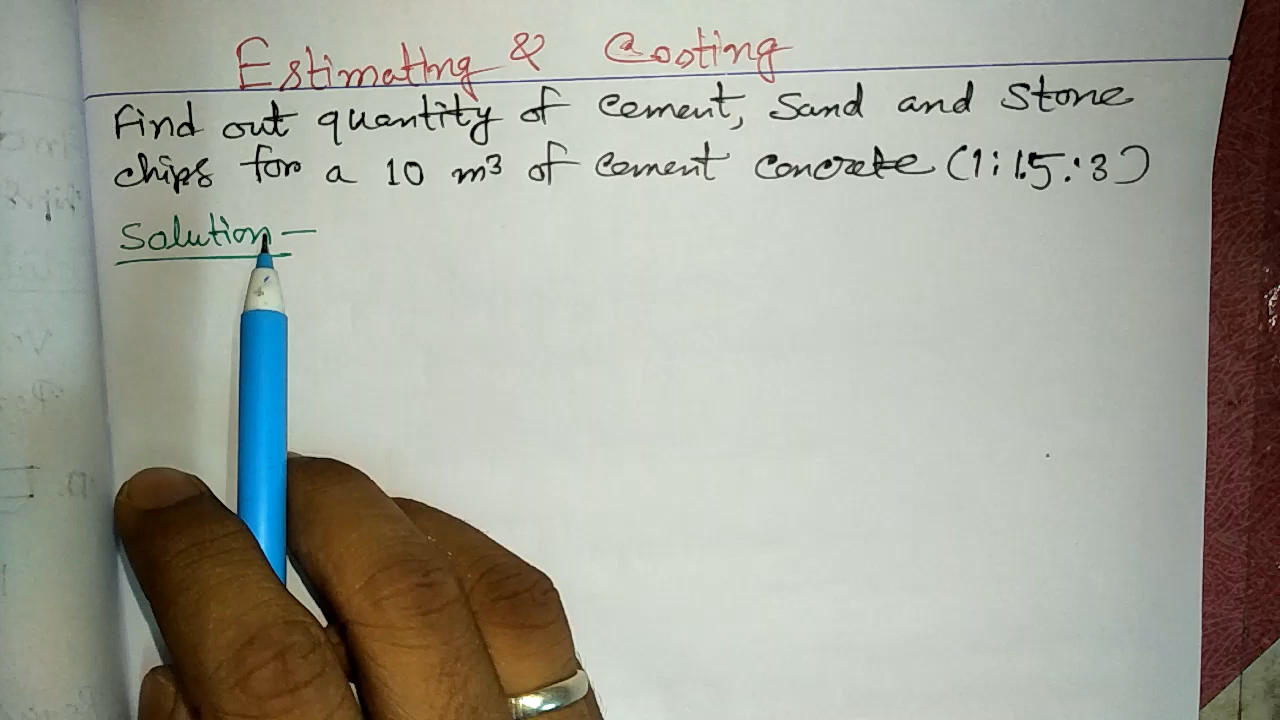 Estimating & Costing
Find out quantity of cement, Sand and Stone
chips for a 10 m³ of cement concrete (1:1.5:3)
Solution —